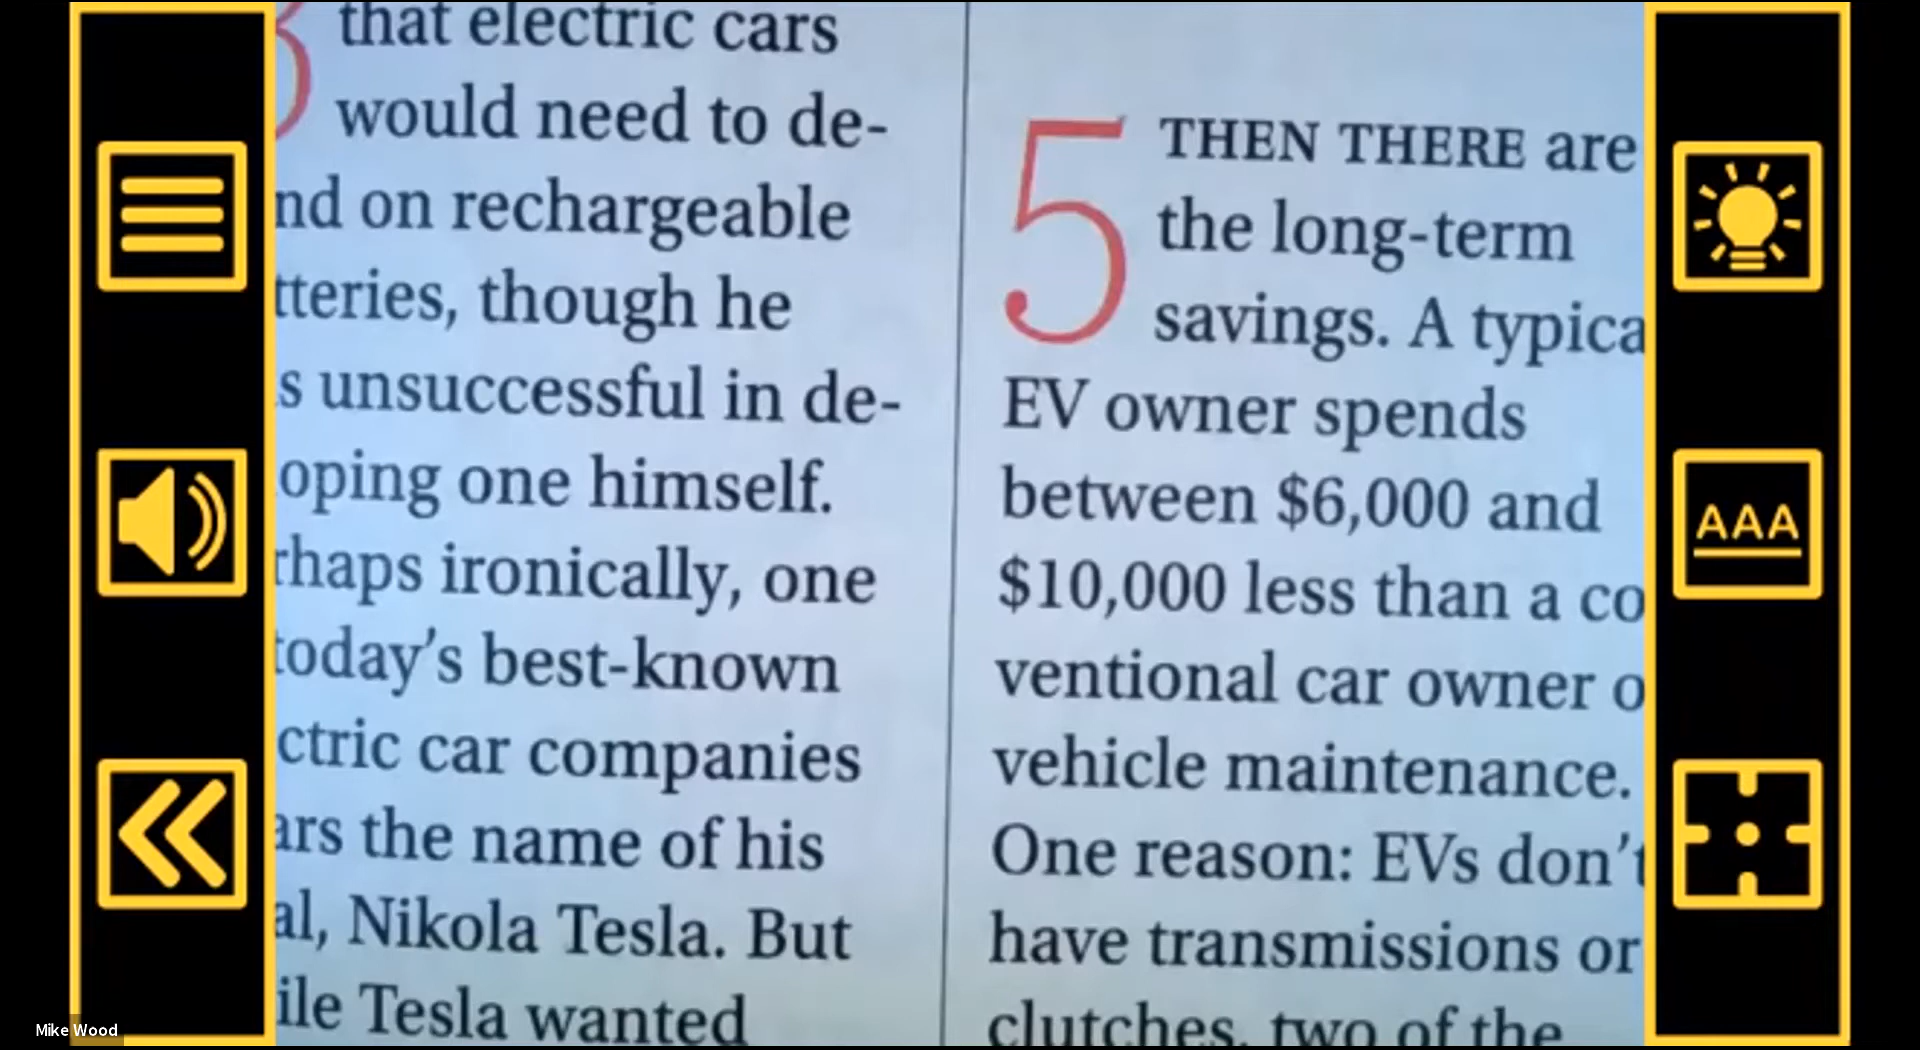 that electric cars
would need to de-
nd on rechargeable
tteries, though he
s unsuccessful in de-
oping one himself.
rhaps ironically, one
today's best-known
ctric car companies
ars the name of his
al, Nikola Tesla. But
ile Tesla wanted
5 THEN THERE are
the long-term
savings. A typica
EV owner spends
between $6,000 and
$10,000 less than a co
ventional car owner o
vehicle maintenance.
One reason: EVs don't
have transmissions or
clutches, two of the
AAA
Mike Wood